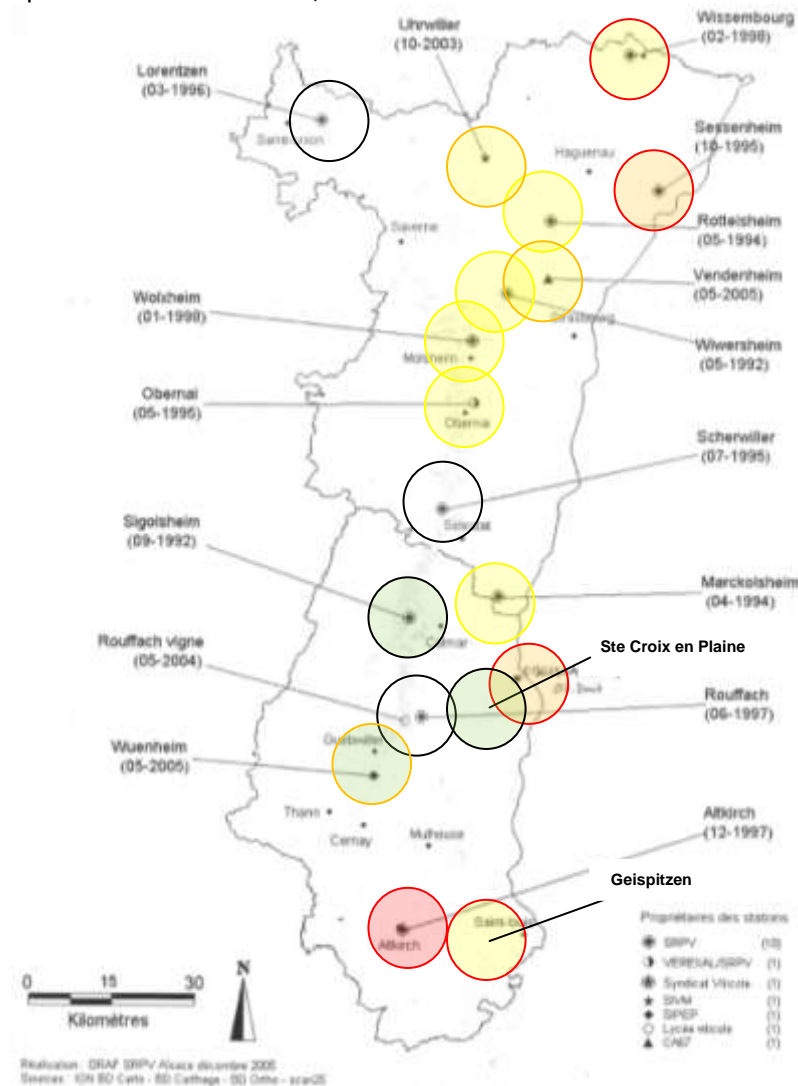 Uhrwiller
(10-2003)
Wissembourg
(02-1998)
Lorentzen
(03-1996)
Sessenheim
(10-1995)
Haguenau
Rottelsheim
(05-1994)
Saverne
Vendenheim
(05-2005)
Wolxheim
(01-1998)
Strasbourg
Wiwersheim
(05-1992)
Molsheim
Obernai
(05-1995)
Obernai
Scherwiller
(07-1995)
Sélestat
Sigolsheim
(09-1992)
Marckolsheim
(04-1994)
Colmar
Ste Croix en Plaine
Rouffach vigne
(05-2004)
Rouffach
(06-1997)
Guebwiller
Wuenheim
(05-2005)
Thann
Cernay
Mulhouse
Altkirch
(12-1997)
Geispitzen
Saint-Louis
Altkirch
Propriétaires des stations
SRPV (10)
VEREXAL/SRPV (1)
Syndicat Viticole (1)
SIVM (1)
SIPEP (1)
Lycée viticole (1)
CA67 (1)
0 15 30
Kilomètres
N
Réalisation : DRAF SRPV Alsace décembre 2005
Sources : IGN BD Carto - BD Carthage - BD Ortho - scan25